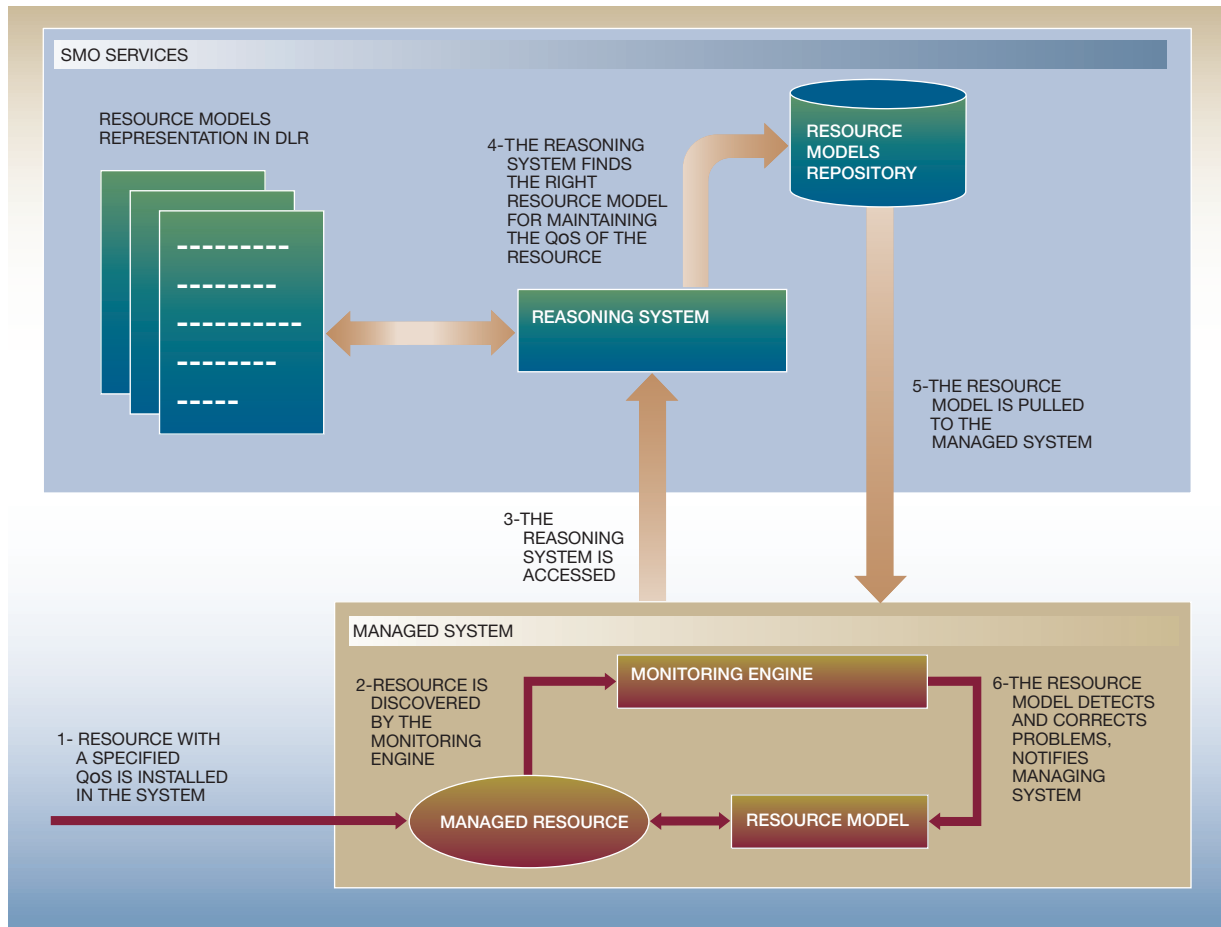 SMO SERVICES
RESOURCE MODELS
REPRESENTATION IN DLR
4-THE REASONING
SYSTEM FINDS
THE RIGHT
RESOURCE MODEL
FOR MAINTAINING
THE QoS OF THE
RESOURCE
RESOURCE
MODELS
REPOSITORY
REASONING SYSTEM
5-THE RESOURCE
MODEL IS PULLED
TO THE
MANAGED SYSTEM
3-THE
REASONING
SYSTEM IS
ACCESSED
MANAGED SYSTEM
MONITORING ENGINE
2-RESOURCE IS
DISCOVERED
BY THE
MONITORING
ENGINE
6-THE RESOURCE
MODEL DETECTS
AND CORRECTS
PROBLEMS,
NOTIFIES
MANAGING
SYSTEM
1- RESOURCE WITH
A SPECIFIED
QoS IS INSTALLED
IN THE SYSTEM
MANAGED RESOURCE
RESOURCE MODEL